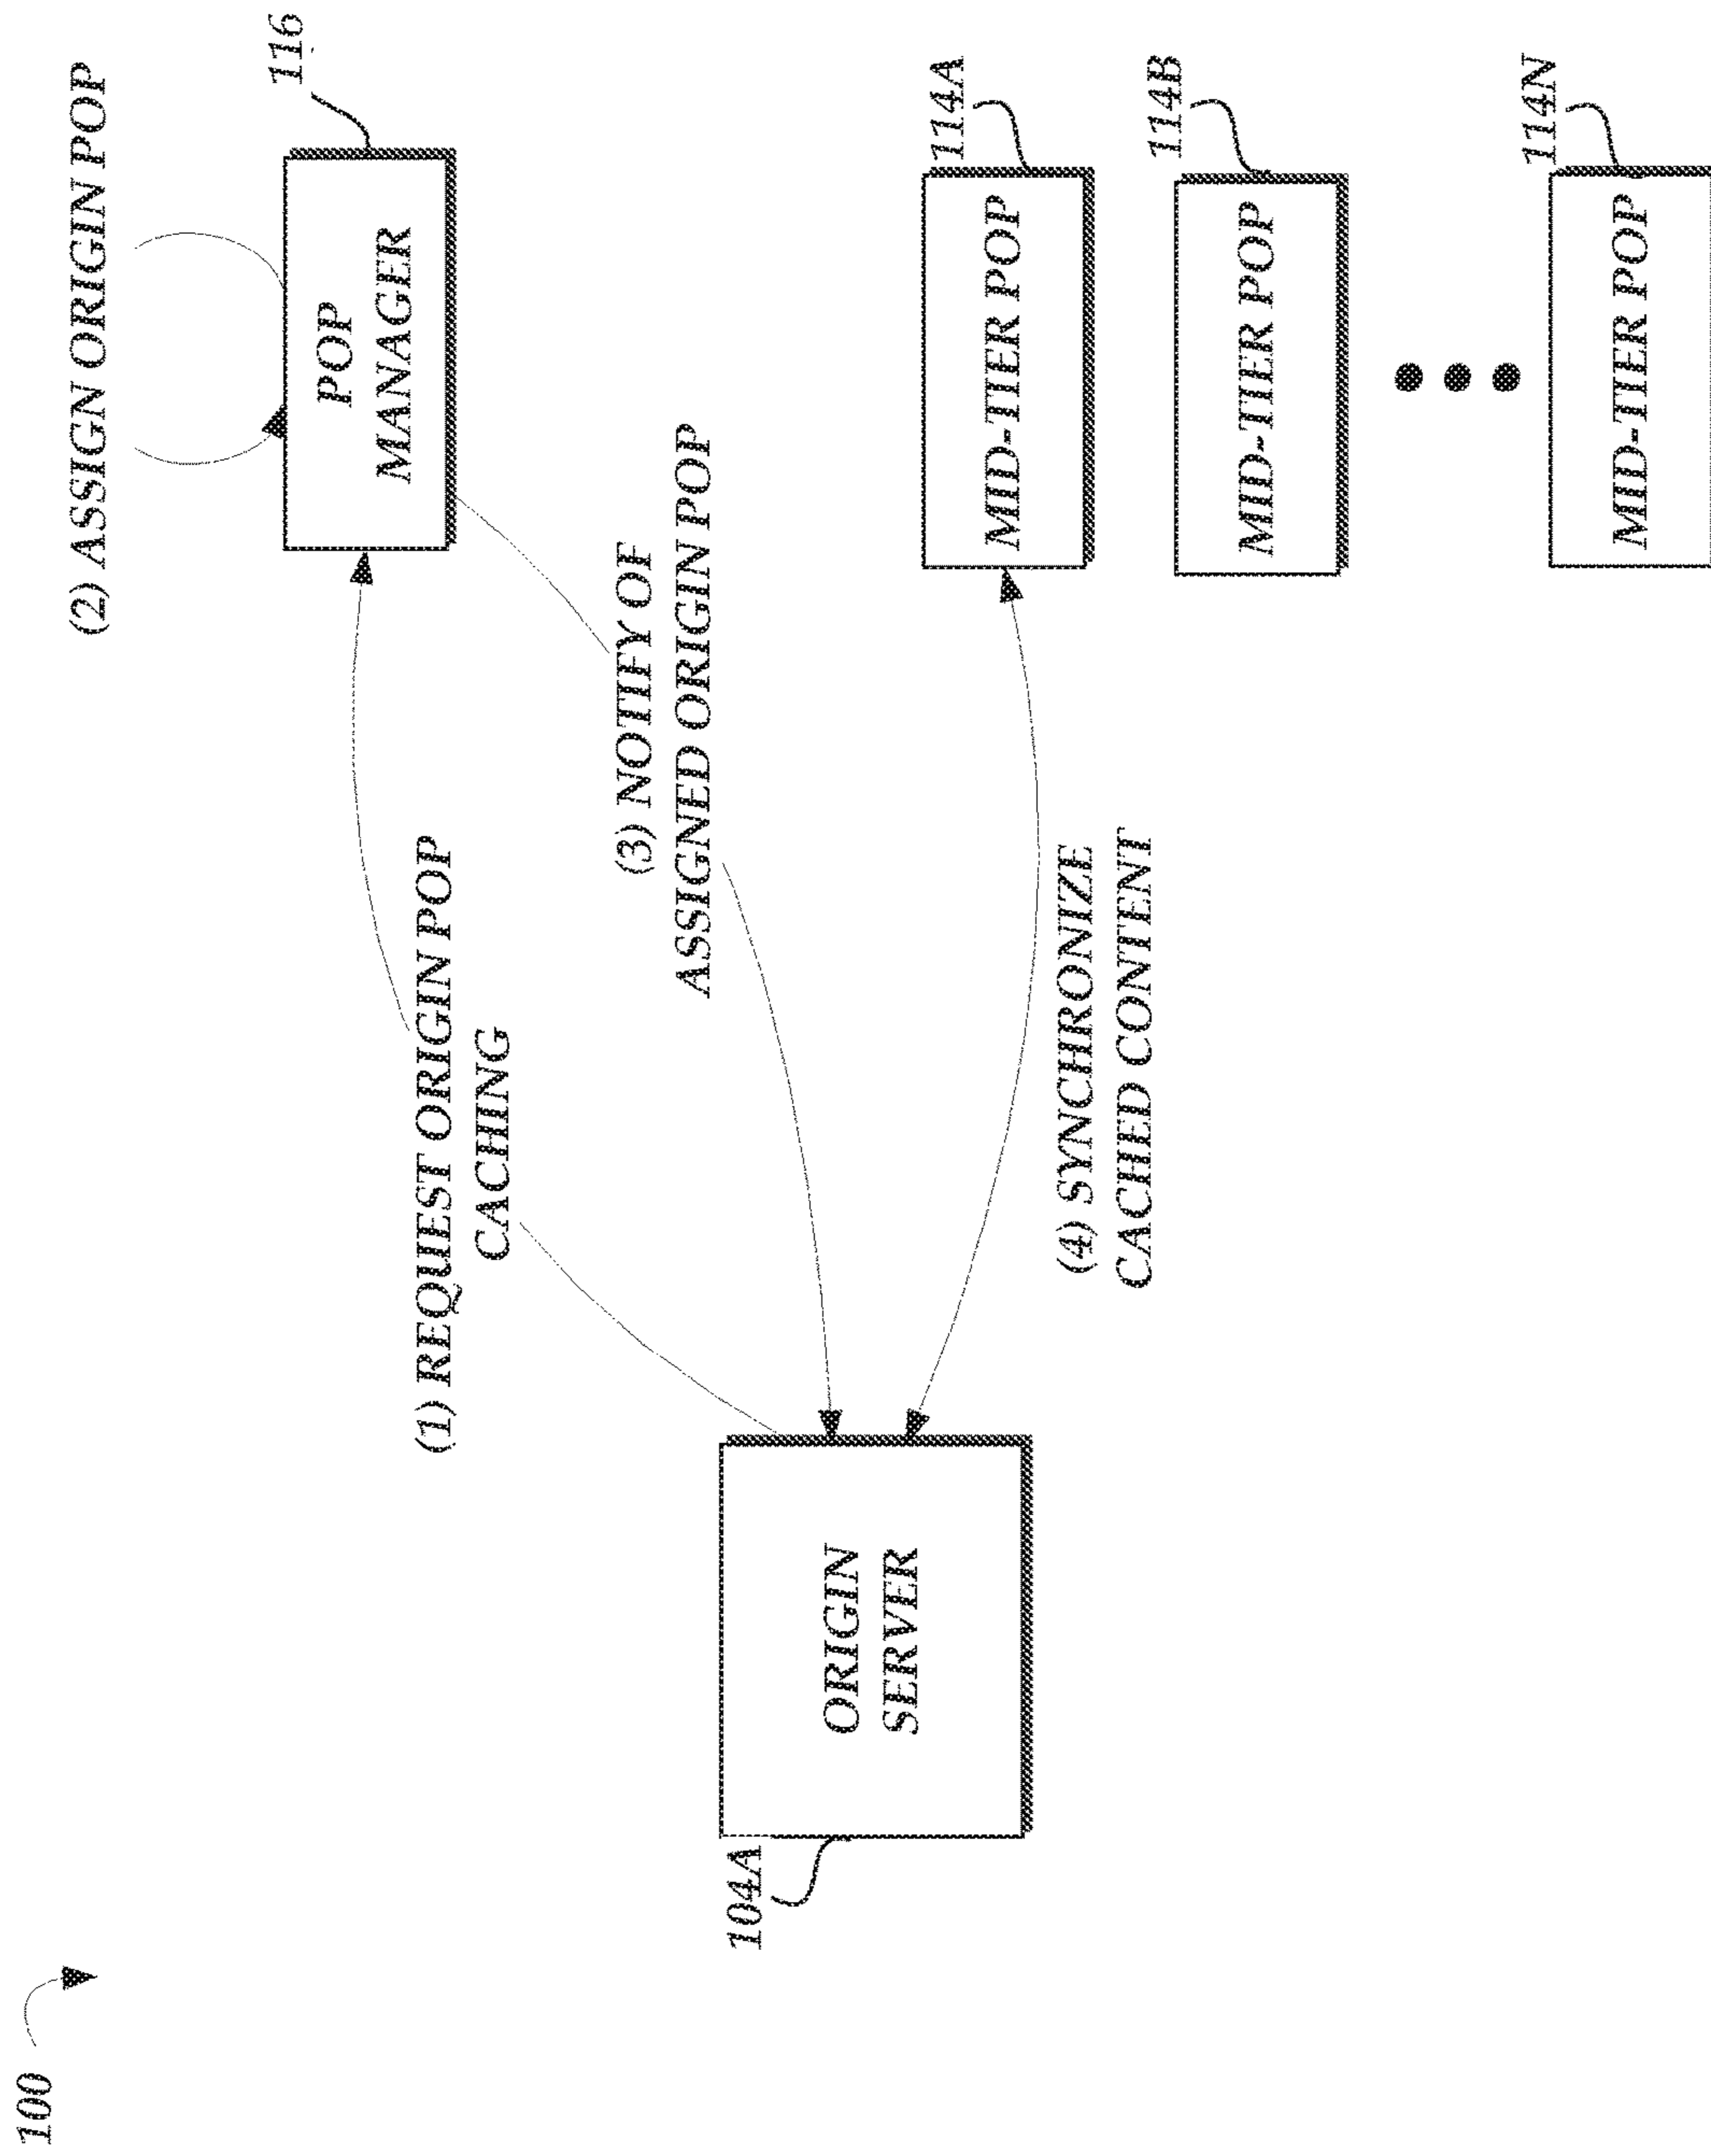 100
(2) ASSIGN ORIGIN POP
116
POP
MANAGER
(1) REQUEST ORIGIN POP
CACHING
(3) NOTIFY OF
ASSIGNED ORIGIN POP
104A
ORIGIN
SERVER
(4) SYNCHRONIZE
CACHED CONTENT
114A
MID-TIER POP
114B
MID-TIER POP
114N
MID-TIER POP